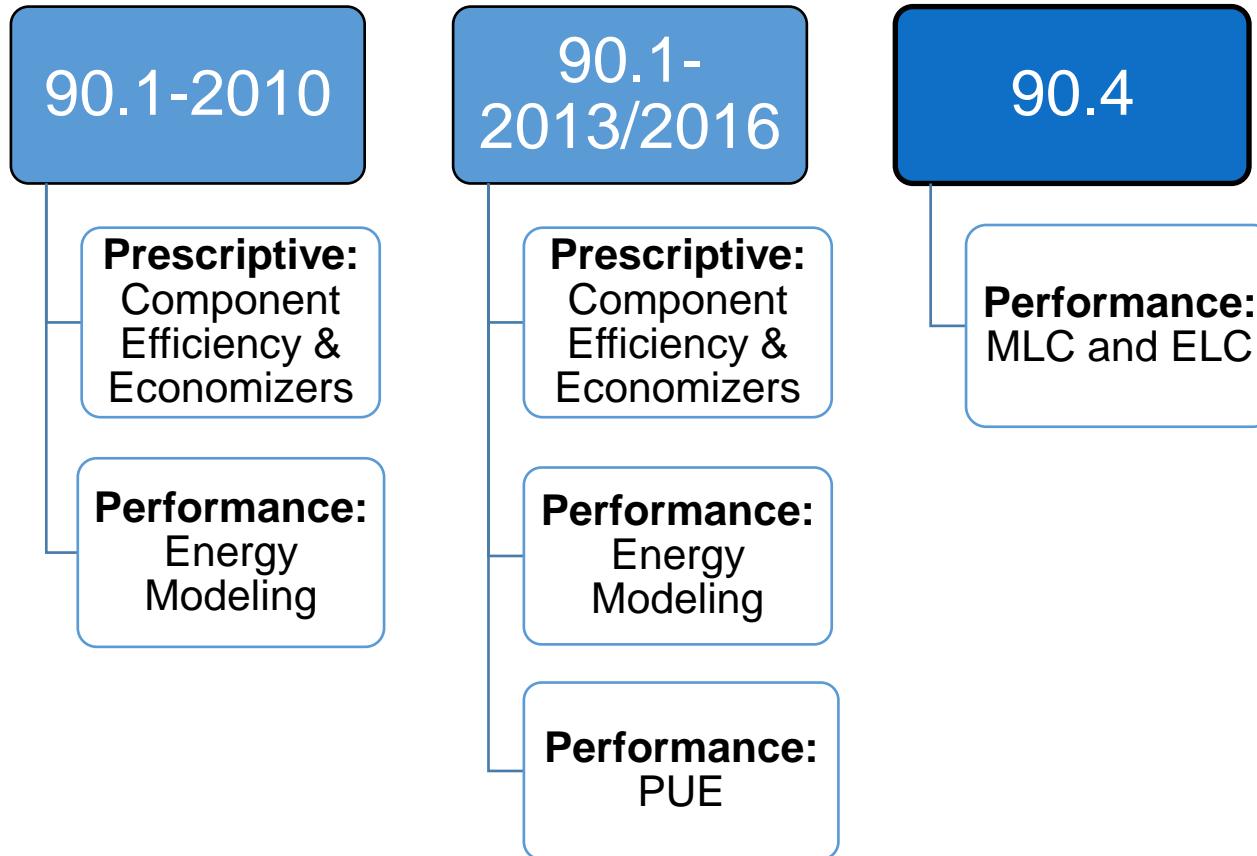 90.1-2010
Prescriptive:
Component
Efficiency &
Economizers
Performance:
Energy
Modeling
90.1-
2013/2016
Prescriptive:
Component
Efficiency &
Economizers
Performance:
Energy
Modeling
Performance:
PUE
90.4
Performance:
MLC and ELC